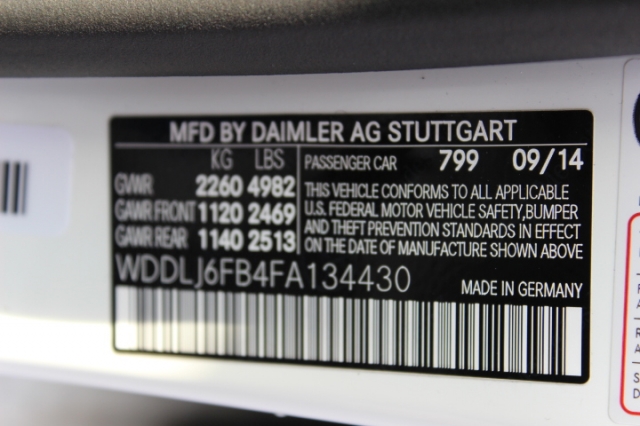 MFD BY DAIMLER AG STUTTGART
KG LBS
GVWR 2260 4982
GAWR FRONT 1120 2469
GAWR REAR 1140 2513
PASSENGER CAR 799 09/14
THIS VEHICLE CONFORMS TO ALL APPLICABLE
U.S. FEDERAL MOTOR VEHICLE SAFETY,BUMPER
AND THEFT PREVENTION STANDARDS IN EFFECT
ON THE DATE OF MANUFACTURE SHOWN ABOVE
WDDLJ6FB4FA134430
MADE IN GERMANY